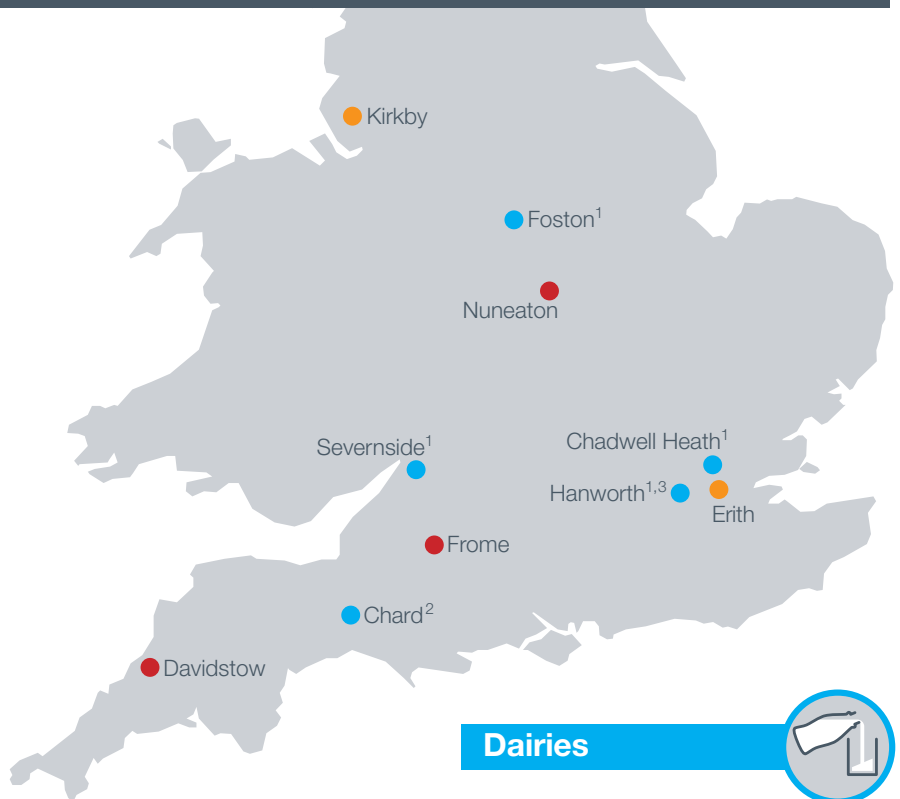 Kirkby
Foston¹
Nuneaton
Severnside¹
Chadwell Heath¹
Hanworth¹,³
Erith
Frome
Chard²
Davidstow
Dairies